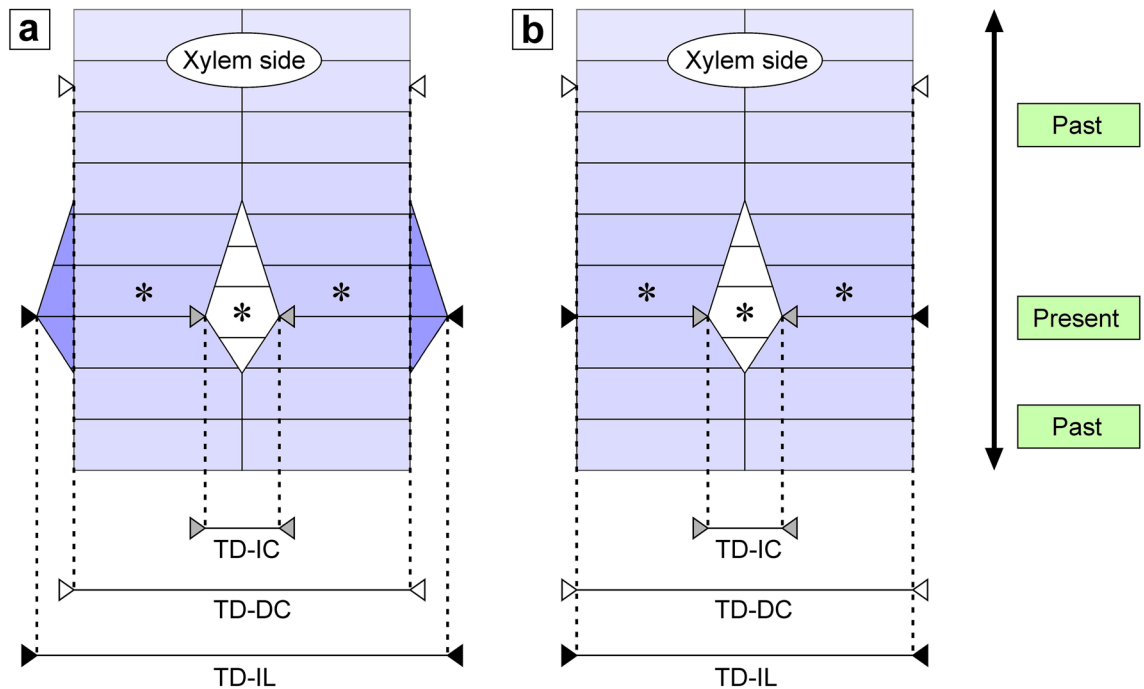 a
b
Xylem side
Xylem side
Past
*
*
*
*
*
*
Present
Past
TD-IC
TD-IC
TD-DC
TD-DC
TD-IL
TD-IL